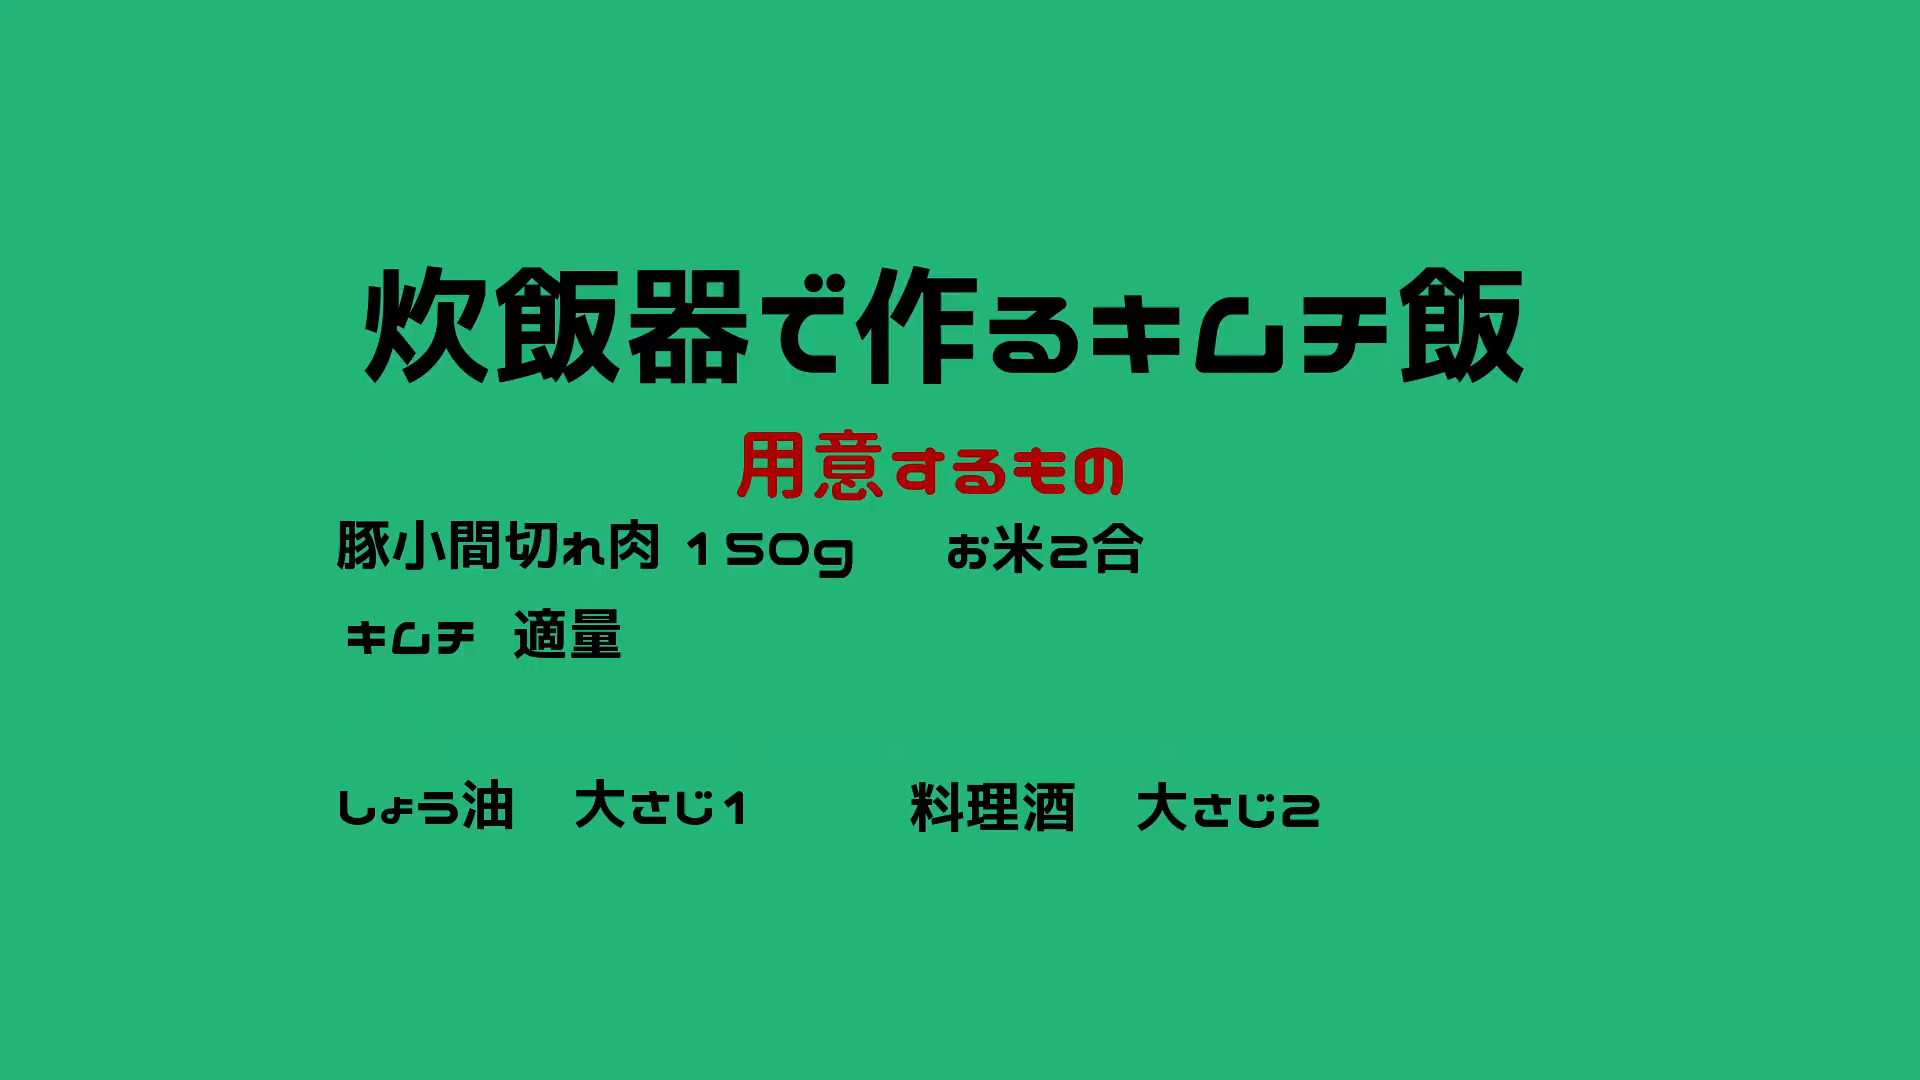 炊飯器で作るキムチ飯
用意するもの
豚小間切れ肉 150g　お米2合
キムチ 適量
しょう油　大さじ1　料理酒　大さじ2